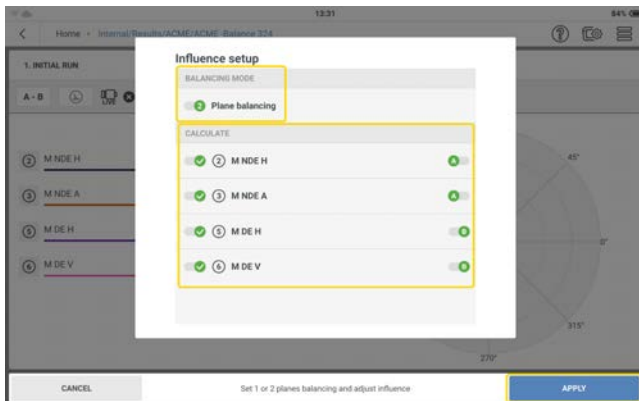 12:31
84%
Home
Internal/Results/ACME/ACME-Balance 324
1. INITIAL RUN
A - B
LIVE
2 M NDE H
3 M NDE A
5 M DE H
6 M DE V
Influence setup
BALANCING MODE
2 Plane balancing
CALCULATE
2 M NDE H A
3 M NDE A A
5 M DE H B
6 M DE V B
45°
0°
315°
270°
CANCEL
Set 1 or 2 planes balancing and adjust influence
APPLY